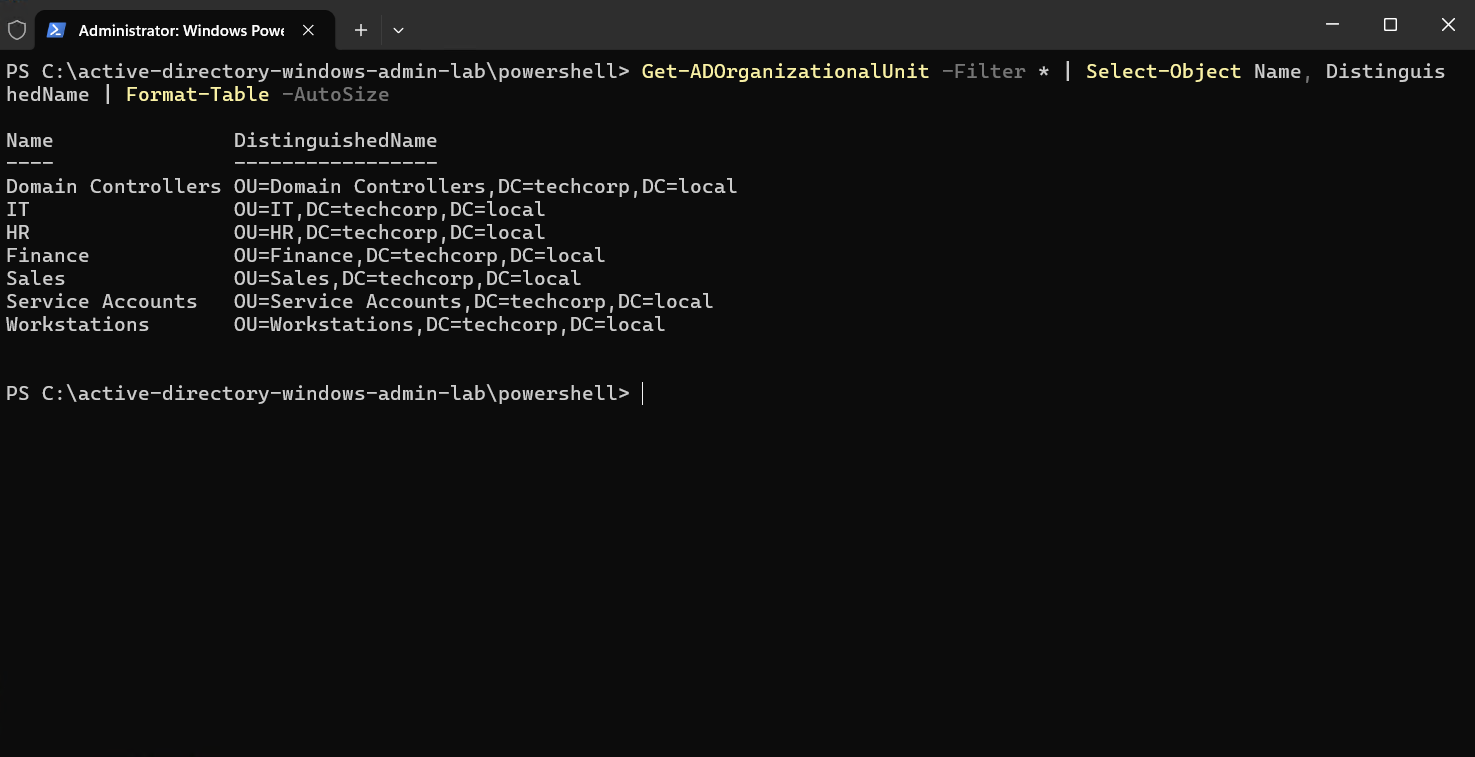 Administrator: Windows Powe
PS C:\active-directory-windows-admin-lab\powershell> Get-ADOrganizationalUnit -Filter * | Select-Object Name, Distinguis
hedName | Format-Table -AutoSize
Name                DistinguishedName
----                -----------------
Domain Controllers OU=Domain Controllers,DC=techcorp,DC=local
IT                 OU=IT,DC=techcorp,DC=local
HR                 OU=HR,DC=techcorp,DC=local
Finance            OU=Finance,DC=techcorp,DC=local
Sales              OU=Sales,DC=techcorp,DC=local
Service Accounts   OU=Service Accounts,DC=techcorp,DC=local
Workstations       OU=Workstations,DC=techcorp,DC=local
PS C:\active-directory-windows-admin-lab\powershell>